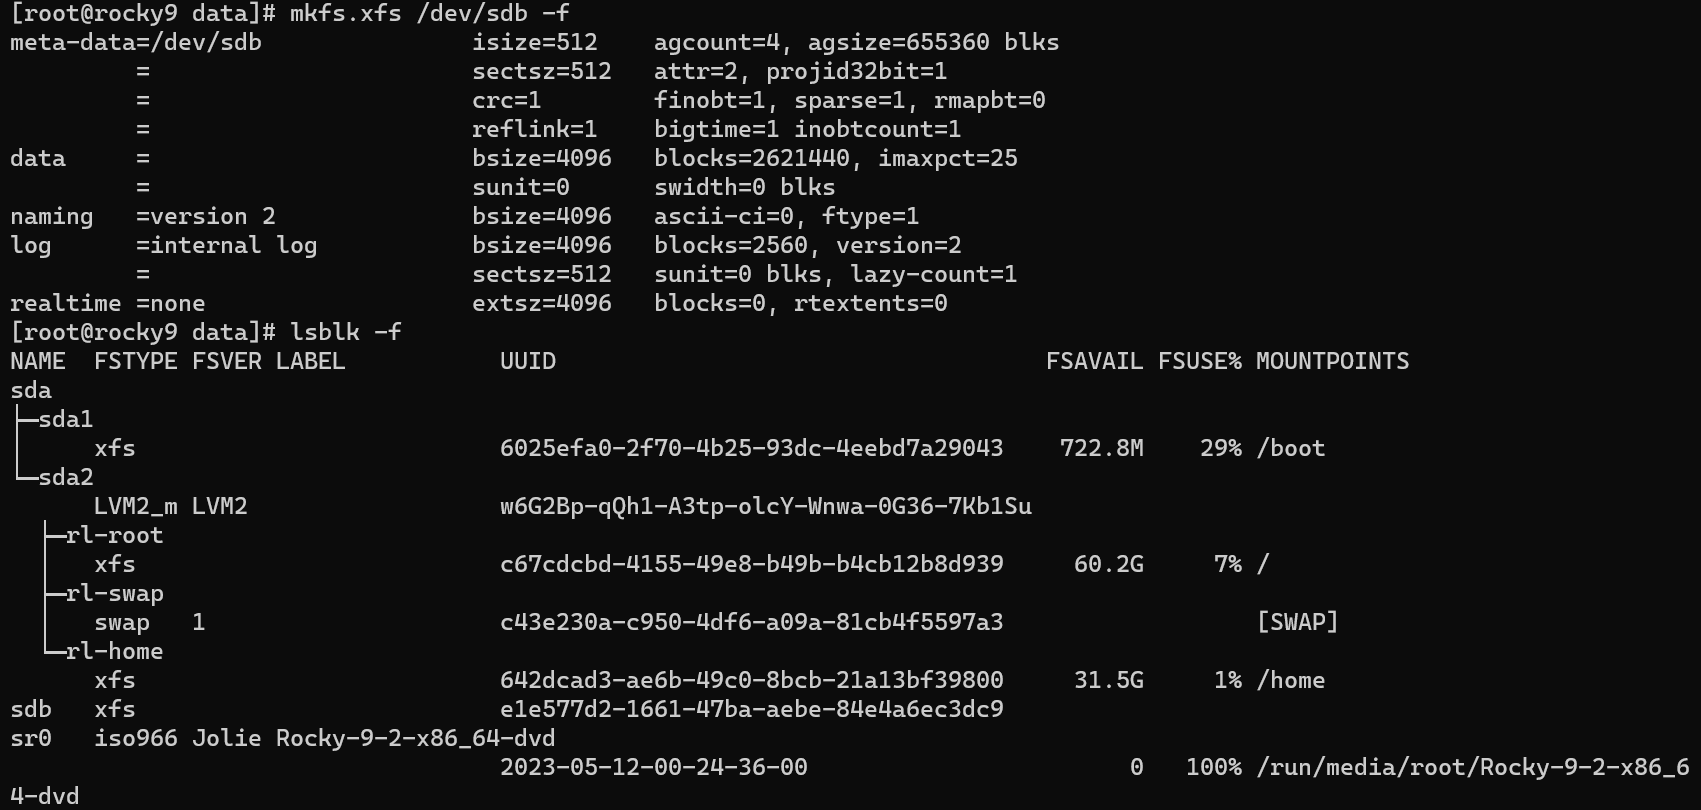 [root@rocky9 data]# mkfs.xfs /dev/sdb -f
meta-data=/dev/sdb               isize=512    agcount=4, agsize=655360 blks
         =                       sectsz=512   attr=2, projid32bit=1
         =                       crc=1        finobt=1, sparse=1, rmapbt=0
         =                       reflink=1    bigtime=1 inobtcount=1
data     =                       bsize=4096   blocks=2621440, imaxpct=25
         =                       sunit=0      swidth=0 blks
naming   =version 2              bsize=4096   ascii-ci=0, ftype=1
log      =internal log           bsize=4096   blocks=2560, version=2
         =                       sectsz=512   sunit=0 blks, lazy-count=1
realtime =none                   extsz=4096   blocks=0, rtextents=0
[root@rocky9 data]# lsblk -f
NAME  FSTYPE FSVER LABEL           UUID                                   FSAVAIL FSUSE% MOUNTPOINTS
sda
├─sda1
│     xfs                          6025efa0-2f70-4b25-93dc-4eebd7a29043    722.8M    29% /boot
└─sda2
      LVM2_m LVM2                  w6G2Bp-qQh1-A3tp-olcY-Wnwa-0G36-7Kb1Su
  ├─rl-root
  │   xfs                          c67cdcbd-4155-49e8-b49b-b4cb12b8d939     60.2G     7% /
  ├─rl-swap
  │   swap   1                     c43e230a-c950-4df6-a09a-81cb4f5597a3                  [SWAP]
  └─rl-home
      xfs                          642dcad3-ae6b-49c0-8bcb-21a13bf39800     31.5G     1% /home
sdb   xfs                          e1e577d2-1661-47ba-aebe-84e4a6ec3dc9
sr0   iso966 Jolie Rocky-9-2-x86_64-dvd
                                   2023-05-12-00-24-36-00                       0   100% /run/media/root/Rocky-9-2-x86_6
4-dvd